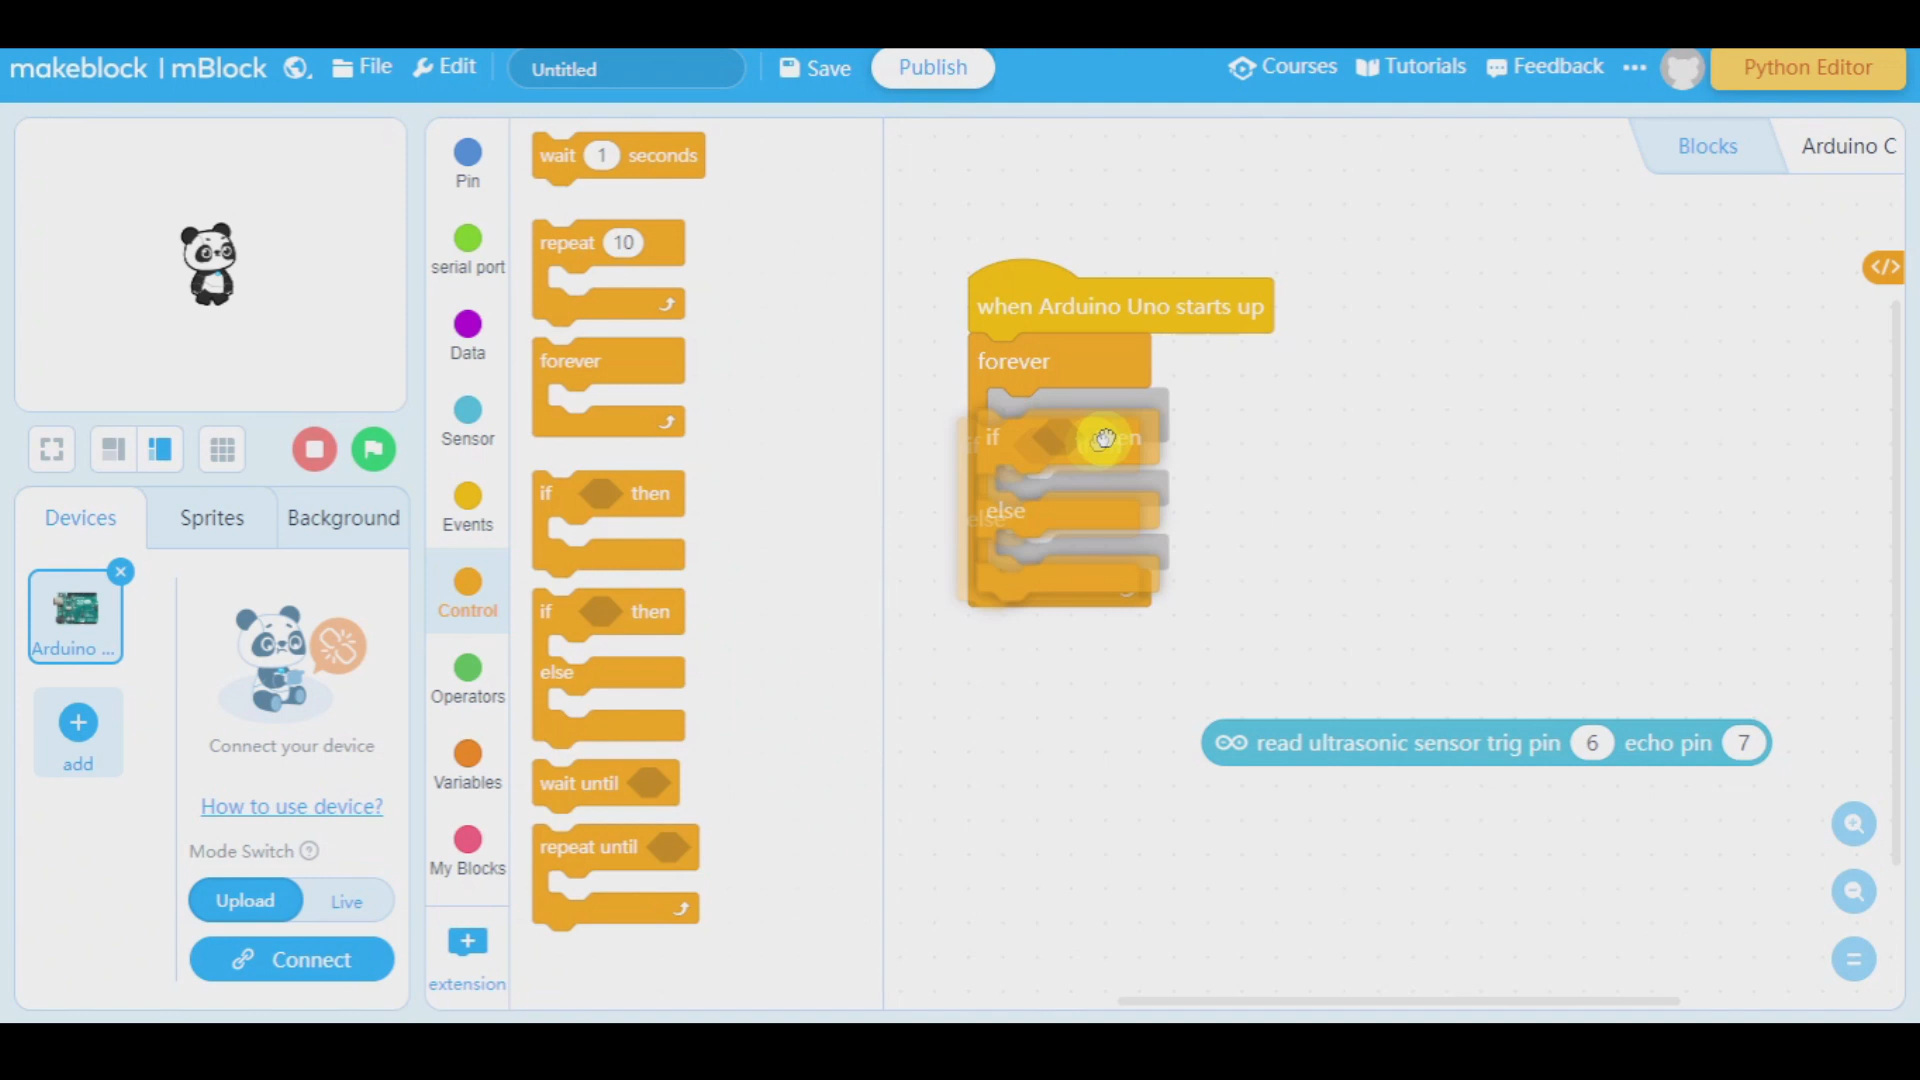 makeblock | mBlock
File
Edit
Untitled
Save
Publish
Courses
Tutorials
Feedback
Python Editor
Pin
serial port
Data
Sensor
Events
Control
Operators
Variables
My Blocks
extension
wait 1 seconds
repeat 10
forever
if then
if then
else
wait until
repeat until
Blocks
Arduino C
when Arduino Uno starts up
forever
if then
else
read ultrasonic sensor trig pin 6 echo pin 7
Devices
Sprites
Background
Arduino ...
add
Connect your device
How to use device?
Mode Switch
Upload
Live
Connect